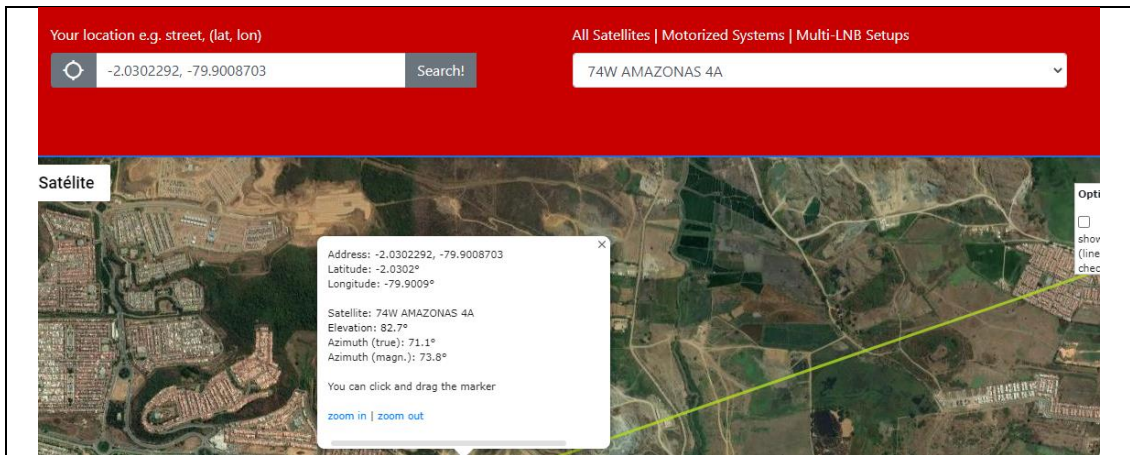 Your location e.g. street, (lat, lon)
All Satellites | Motorized Systems | Multi-LNB Setups
-2.0302292, -79.9008703
Search!
74W AMAZONAS 4A
Satélite
Opti
show
(line
chec
×
Address: -2.0302292, -79.9008703
Latitude: -2.0302°
Longitude: -79.9009°
Satellite: 74W AMAZONAS 4A
Elevation: 82.7°
Azimuth (true): 71.1°
Azimuth (magn.): 73.8°
You can click and drag the marker
zoom in | zoom out